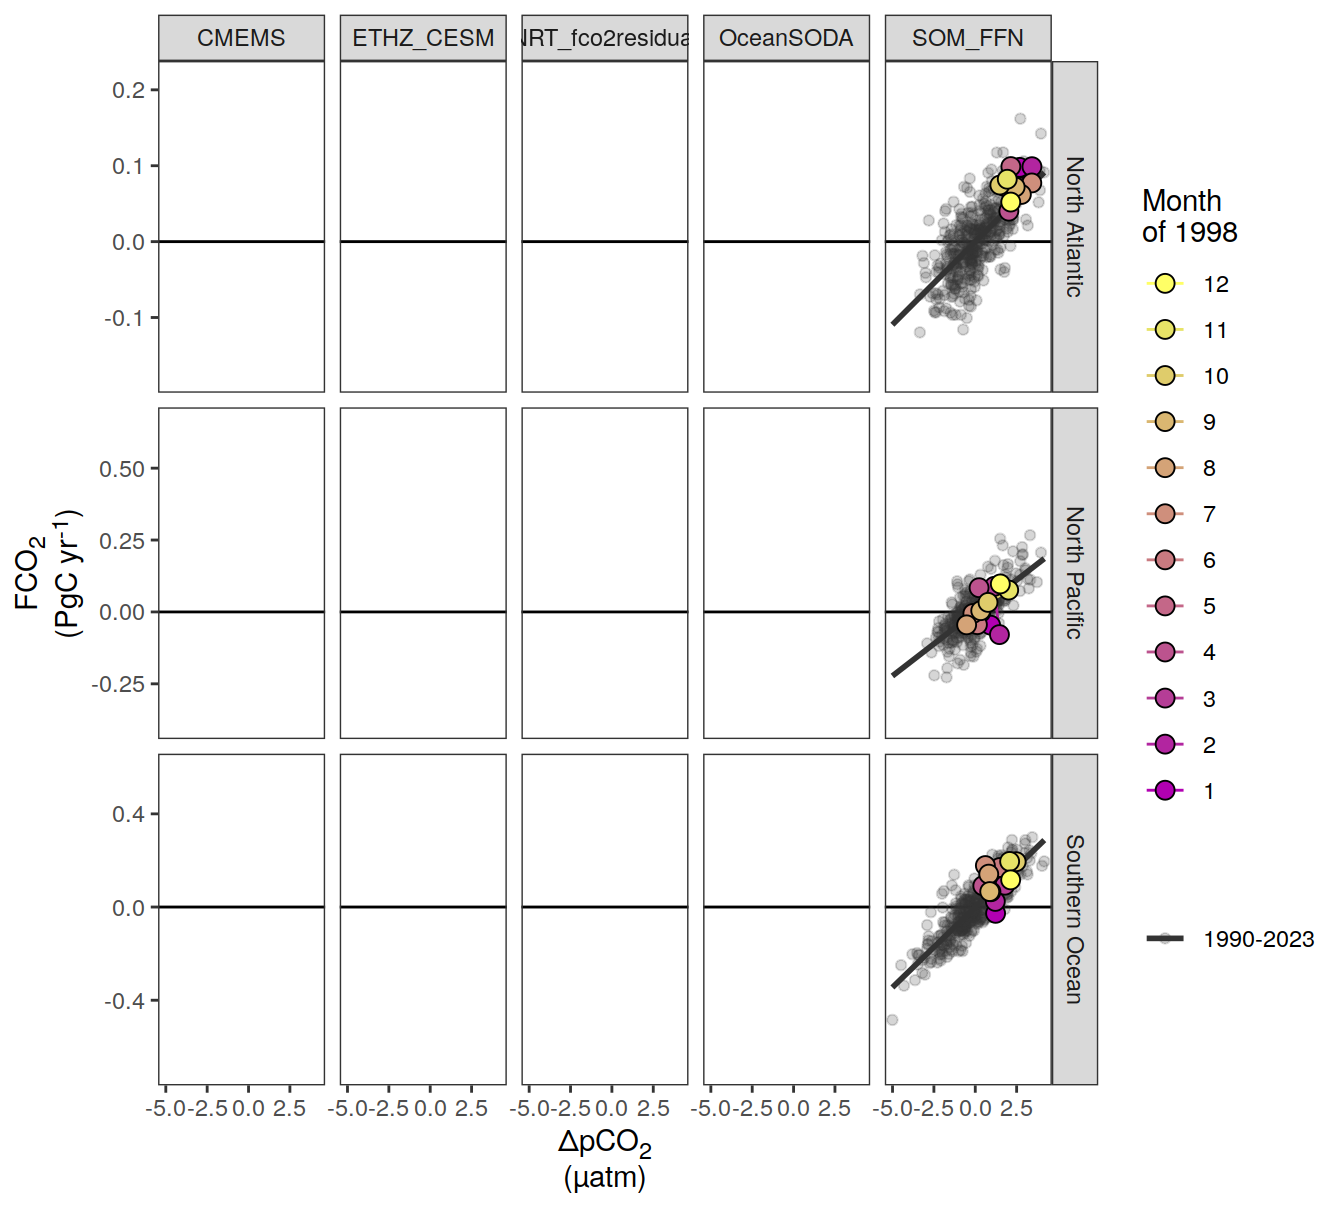 CMEMS
ETHZ_CESM
NRT_fco2residua
OceanSODA
SOM_FFN
0.2
0.1
0.0
-0.1
North Atlantic
0.50
0.25
0.00
-0.25
North Pacific
0.4
0.0
-0.4
Southern Ocean
-5.0 -2.5 0.0 2.5
-5.0 -2.5 0.0 2.5
-5.0 -2.5 0.0 2.5
-5.0 -2.5 0.0 2.5
-5.0 -2.5 0.0 2.5
FCO₂
(PgC yr⁻¹)
ΔpCO₂
(µatm)
Month
of 1998
12
11
10
9
8
7
6
5
4
3
2
1
1990-2023